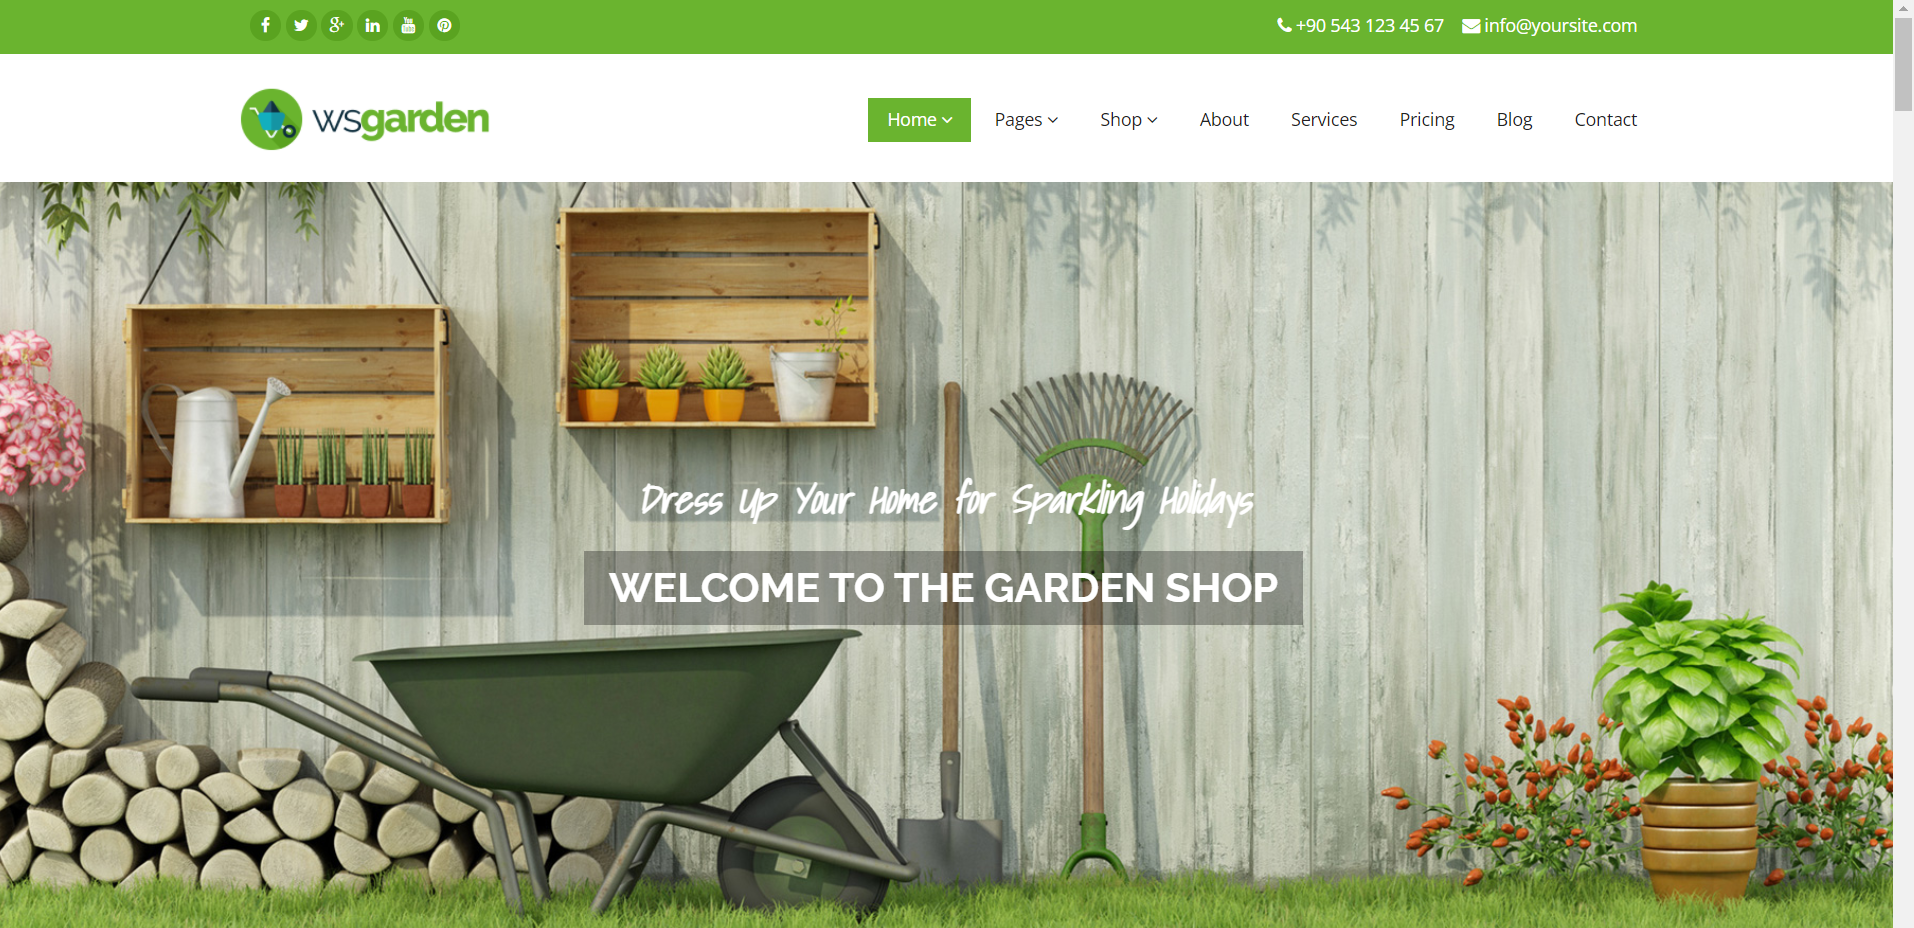 +90 543 123 45 67 info@yoursite.com
wsgarden
Home Pages Shop About Services Pricing Blog Contact
Dress Up Your Home for Sparkling Holidays
WELCOME TO THE GARDEN SHOP